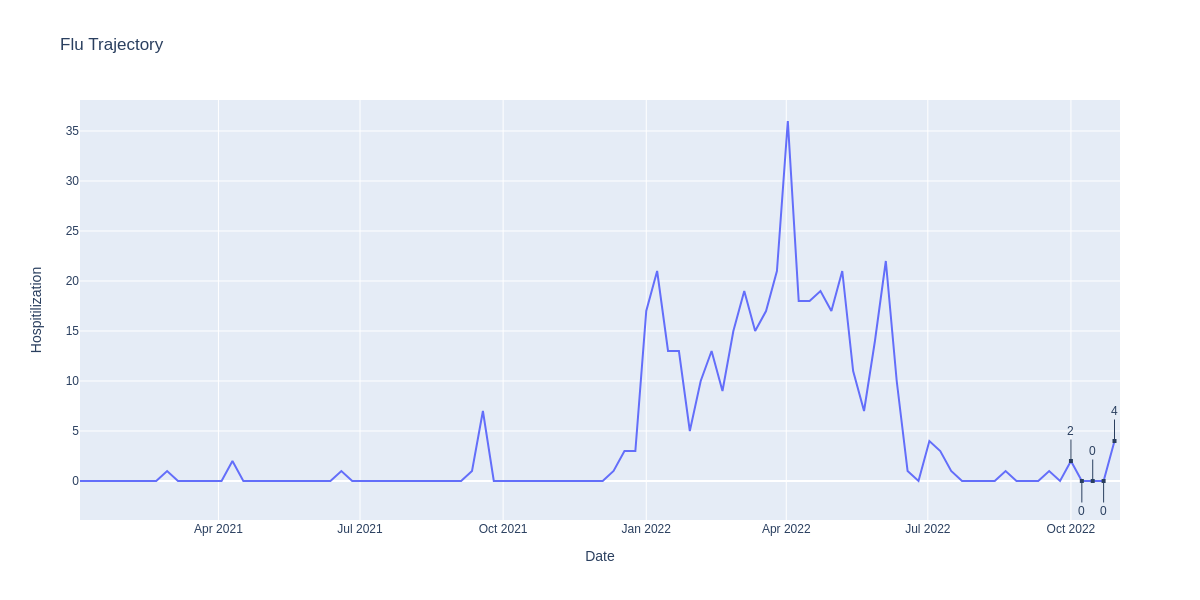 Flu Trajectory
Hospitilization
35
30
25
20
15
10
5
0
4
2
0
0
0
Apr 2021
Jul 2021
Oct 2021
Jan 2022
Apr 2022
Jul 2022
Oct 2022
Date